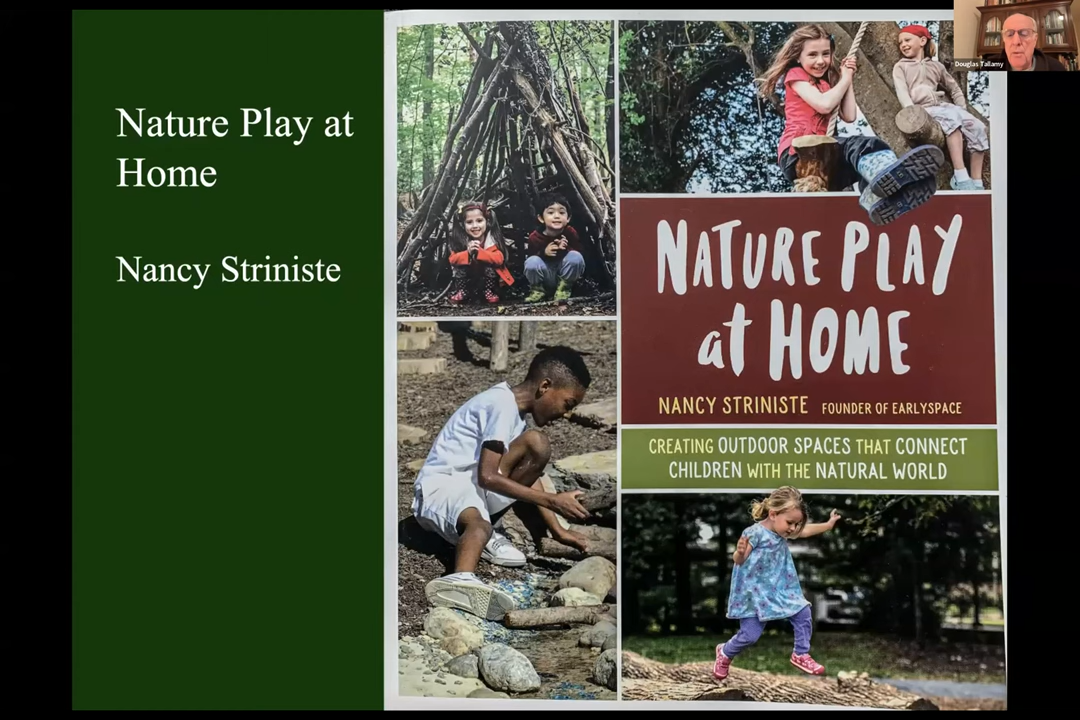 Nature Play at
Home
Nancy Striniste
NATURE PLAY
at HOME
NANCY STRINISTE FOUNDER OF EARLYSPACE
CREATING OUTDOOR SPACES THAT CONNECT
CHILDREN WITH THE NATURAL WORLD
Douglas Tallamy